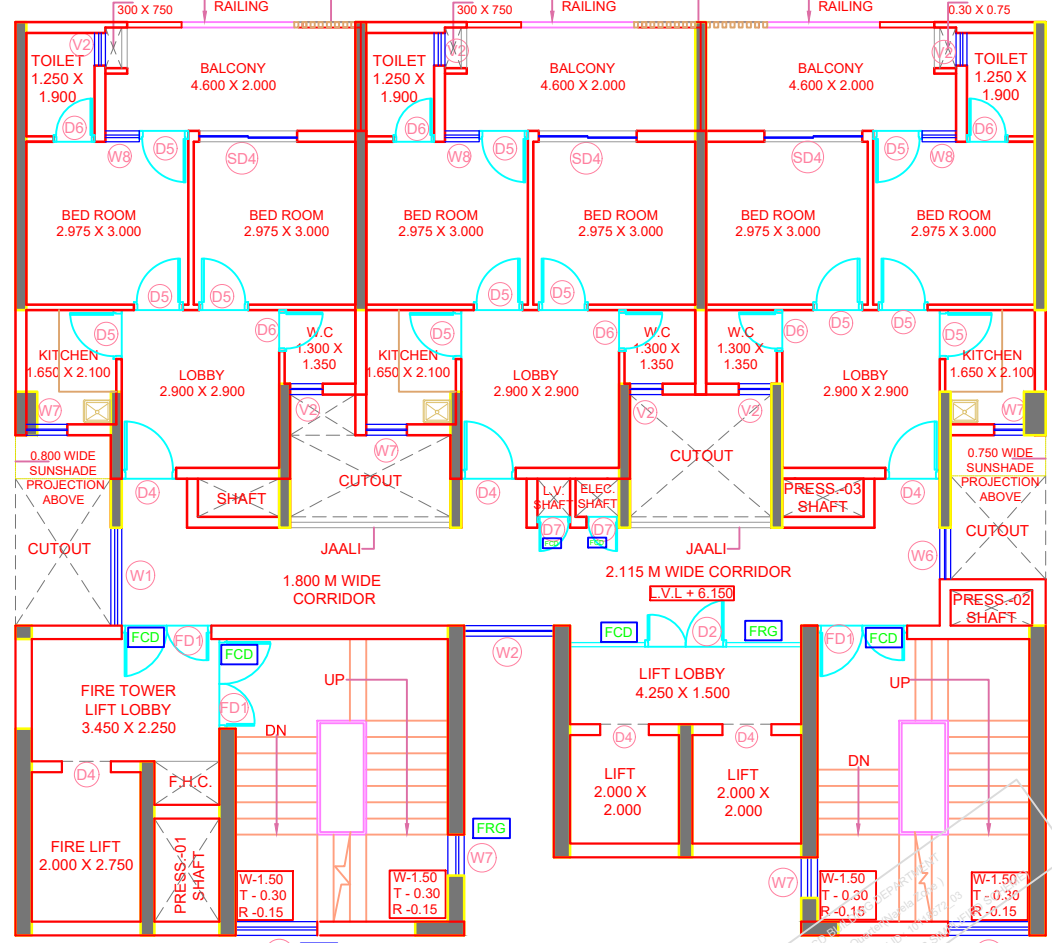 300 X 750
RAILING
300 X 750
RAILING
RAILING
0.30 X 0.75
V2
V2
V2
TOILET
1.250 X
1.900
BALCONY
4.600 X 2.000
TOILET
1.250 X
1.900
BALCONY
4.600 X 2.000
BALCONY
4.600 X 2.000
TOILET
1.250 X
1.900
D6
W8
D5
SD4
D6
W8
D5
SD4
SD4
D5
W8
D6
BED ROOM
2.975 X 3.000
BED ROOM
2.975 X 3.000
BED ROOM
2.975 X 3.000
BED ROOM
2.975 X 3.000
BED ROOM
2.975 X 3.000
BED ROOM
2.975 X 3.000
D5
D5
D5
D5
D5
D5
D5
D6
D5
D6
D6
D5
KITCHEN
1.650 X 2.100
LOBBY
2.900 X 2.900
W.C
1.300 X
1.350
KITCHEN
1.650 X 2.100
LOBBY
2.900 X 2.900
W.C
1.300 X
1.350
W.C
1.300 X
1.350
LOBBY
2.900 X 2.900
KITCHEN
1.650 X 2.100
W7
V2
W7
V2
V2
W7
0.800 WIDE
SUNSHADE
PROJECTION
ABOVE
CUTOUT
D4
SHAFT
CUTOUT
D4
L.V.
SHAFT
ELEC.
SHAFT
CUTOUT
PRESS.-03
SHAFT
D4
0.750 WIDE
SUNSHADE
PROJECTION
ABOVE
CUTOUT
D7
D7
FCD
JAALI
JAALI
W1
1.800 M WIDE
CORRIDOR
2.115 M WIDE CORRIDOR
L.V.L + 6.150
W6
PRESS.-02
SHAFT
FCD
FD1
FCD
W2
FCD
D2
FRG
FD1
FCD
FIRE TOWER
LIFT LOBBY
3.450 X 2.250
FD1
UP
LIFT LOBBY
4.250 X 1.500
UP
DN
D4
D4
DN
D4
F.H.C.
LIFT
2.000 X
2.000
LIFT
2.000 X
2.000
FIRE LIFT
2.000 X 2.750
PRESS.-01
SHAFT
FRG
W7
W7
W-1.50
T - 0.30
R -0.15
W-1.50
T - 0.30
R -0.15
W-1.50
T - 0.30
R -0.15
W-1.50
T - 0.30
R -0.15